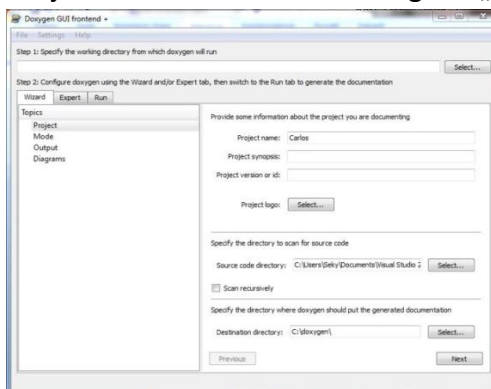 Doxygen GUI frontend +
File Settings Help
Step 1: Specify the working directory from which doxygen will run
Select...
Step 2: Configure doxygen using the Wizard and/or Expert tab, then switch to the Run tab to generate the documentation
Wizard Expert Run
Topics
Project
Mode
Output
Diagrams
Provide some information about the project you are documenting
Project name: Carlos
Project synopsis:
Project version or id:
Project logo: Select...
Specify the directory to scan for source code
Source code directory: C:\Users\Seky\Documents\Visual Studio 2 Select...
Scan recursively
Specify the directory where doxygen should put the generated documentation
Destination directory: C:\doxygen\ Select...
Previous Next